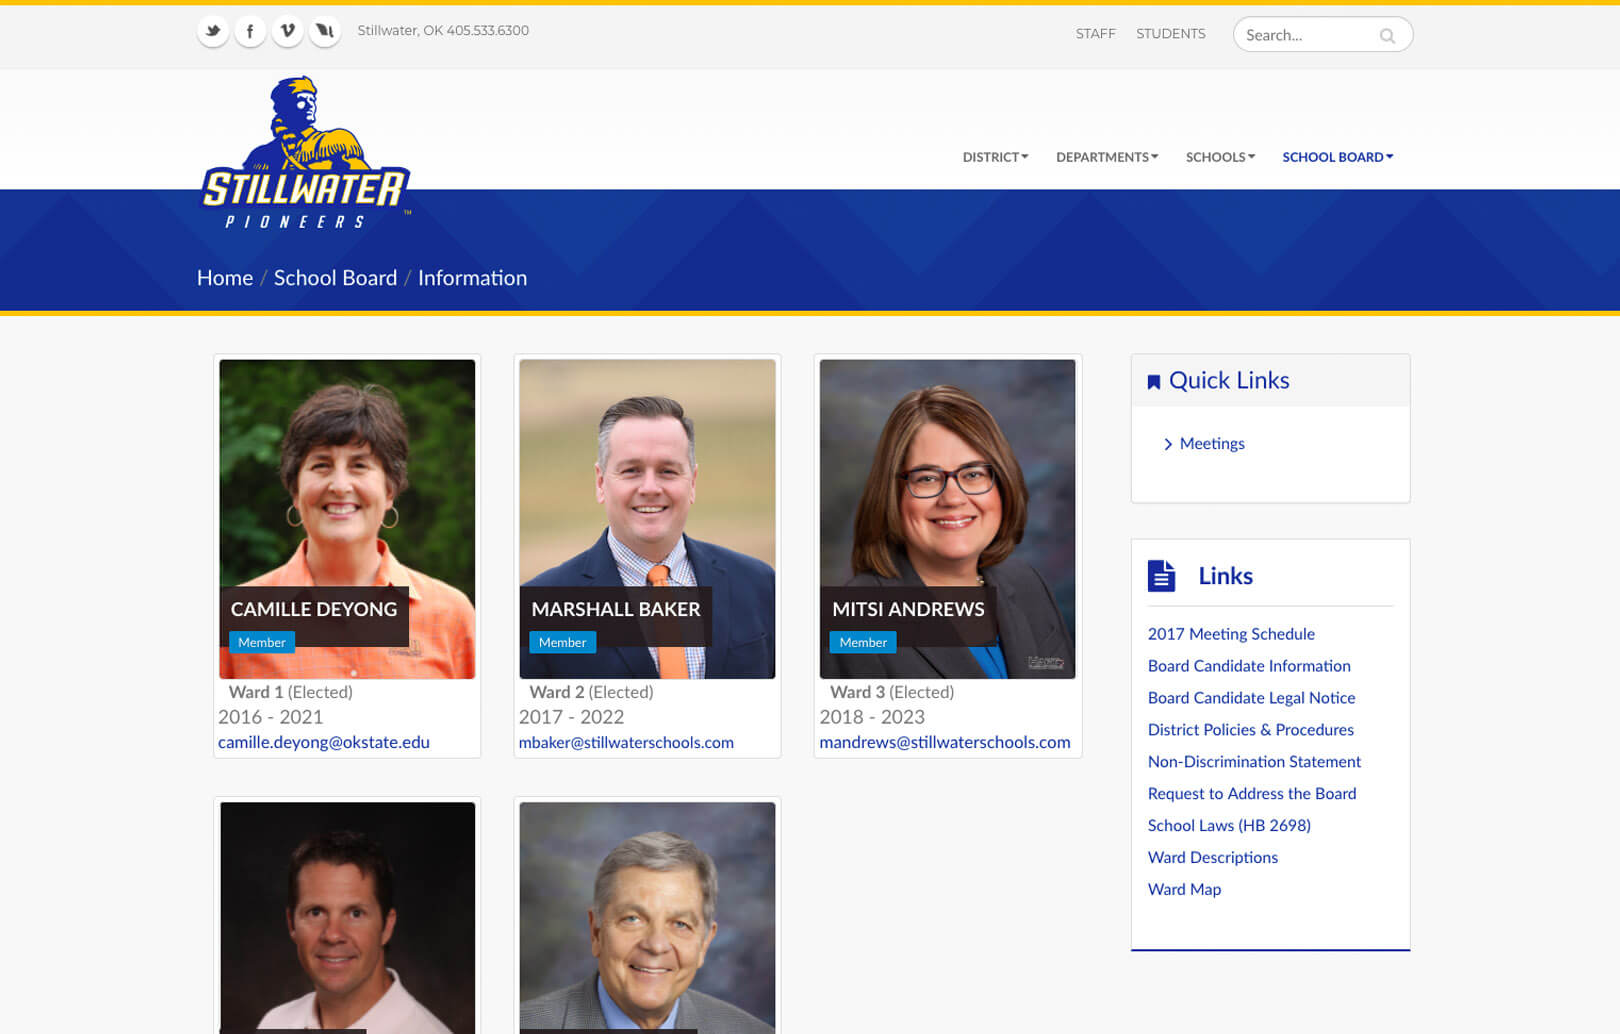 Stillwater, OK 405.533.6300
STAFF STUDENTS Search...
STILLWATER
PIONEERS
TM
DISTRICT DEPARTMENTS SCHOOLS SCHOOL BOARD
Home / School Board / Information
CAMILLE DEYONG
Member
Ward 1 (Elected)
2016 - 2021
camille.deyong@okstate.edu
MARSHALL BAKER
Member
Ward 2 (Elected)
2017 - 2022
mbaker@stillwaterschools.com
MITSI ANDREWS
Member
Ward 3 (Elected)
2018 - 2023
mandrews@stillwaterschools.com
Quick Links
Meetings
Links
2017 Meeting Schedule
Board Candidate Information
Board Candidate Legal Notice
District Policies & Procedures
Non-Discrimination Statement
Request to Address the Board
School Laws (HB 2698)
Ward Descriptions
Ward Map